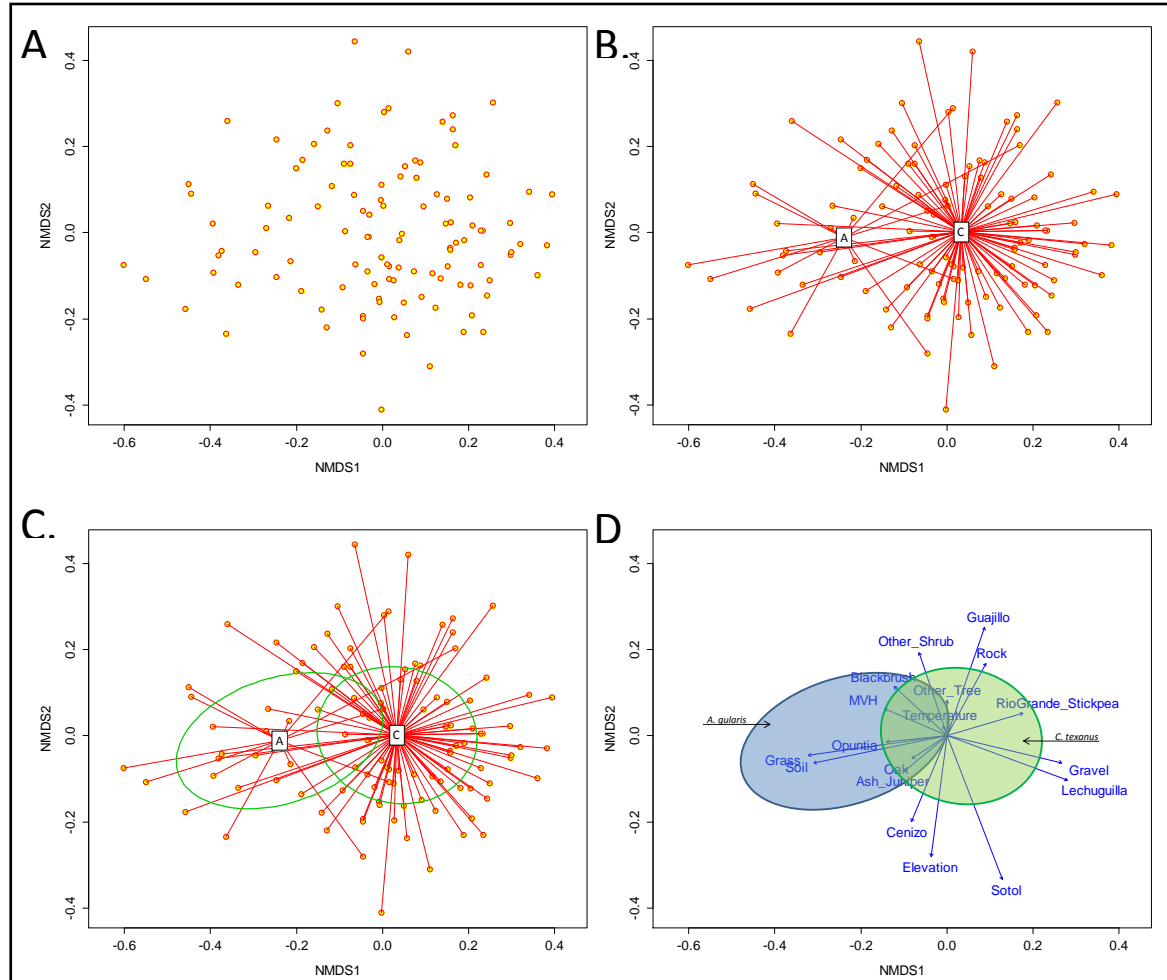 A
B.
0.4
0.2
0.0
-0.2
-0.4
NMDS2
-0.6
-0.4
-0.2
0.0
0.2
0.4
NMDS1
0.4
0.2
0.0
-0.2
-0.4
NMDS2
A
C
-0.6
-0.4
-0.2
0.0
0.2
0.4
NMDS1
C.
D
0.4
0.2
0.0
-0.2
-0.4
NMDS2
A
C
-0.6
-0.4
-0.2
0.0
0.2
0.4
NMDS1
0.4
0.2
0.0
-0.2
-0.4
NMDS2
Guajillo
Other_Shrub
Rock
Blackbrush
Other_Tree
MVH
RioGrande_Stickpea
Temperature
A. gularis
C. texanus
Opuntia
Grass
Soil
Oak
Gravel
Ash_Juniper
Lechuguilla
Cenizo
Elevation
Sotol
-0.6
-0.4
-0.2
0.0
0.2
0.4
NMDS1